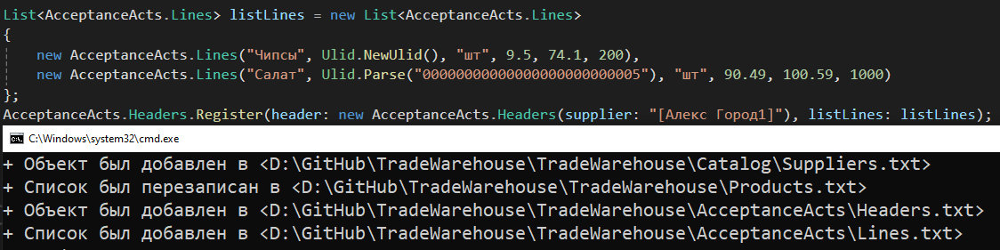 List<AcceptanceActs.Lines> listLines = new List<AcceptanceActs.Lines>
{
new AcceptanceActs.Lines("Чипсы", Ulid.NewUlid(), "шт", 9.5, 74.1, 200),
new AcceptanceActs.Lines("Салат", Ulid.Parse("00000000000000000000000005"), "шт", 90.49, 100.59, 1000)
};
AcceptanceActs.Headers.Register(header: new AcceptanceActs.Headers(supplier: "[Алекс Город1]"), listLines: listLines);
C:\Windows\system32\cmd.exe
+ Объект был добавлен в <D:\GitHub\TradeWarehouse\TradeWarehouse\Catalog\Suppliers.txt>
+ Список был перезаписан в <D:\GitHub\TradeWarehouse\TradeWarehouse\Products.txt>
+ Объект был добавлен в <D:\GitHub\TradeWarehouse\TradeWarehouse\AcceptanceActs\Headers.txt>
+ Список был добавлен в <D:\GitHub\TradeWarehouse\TradeWarehouse\AcceptanceActs\Lines.txt>